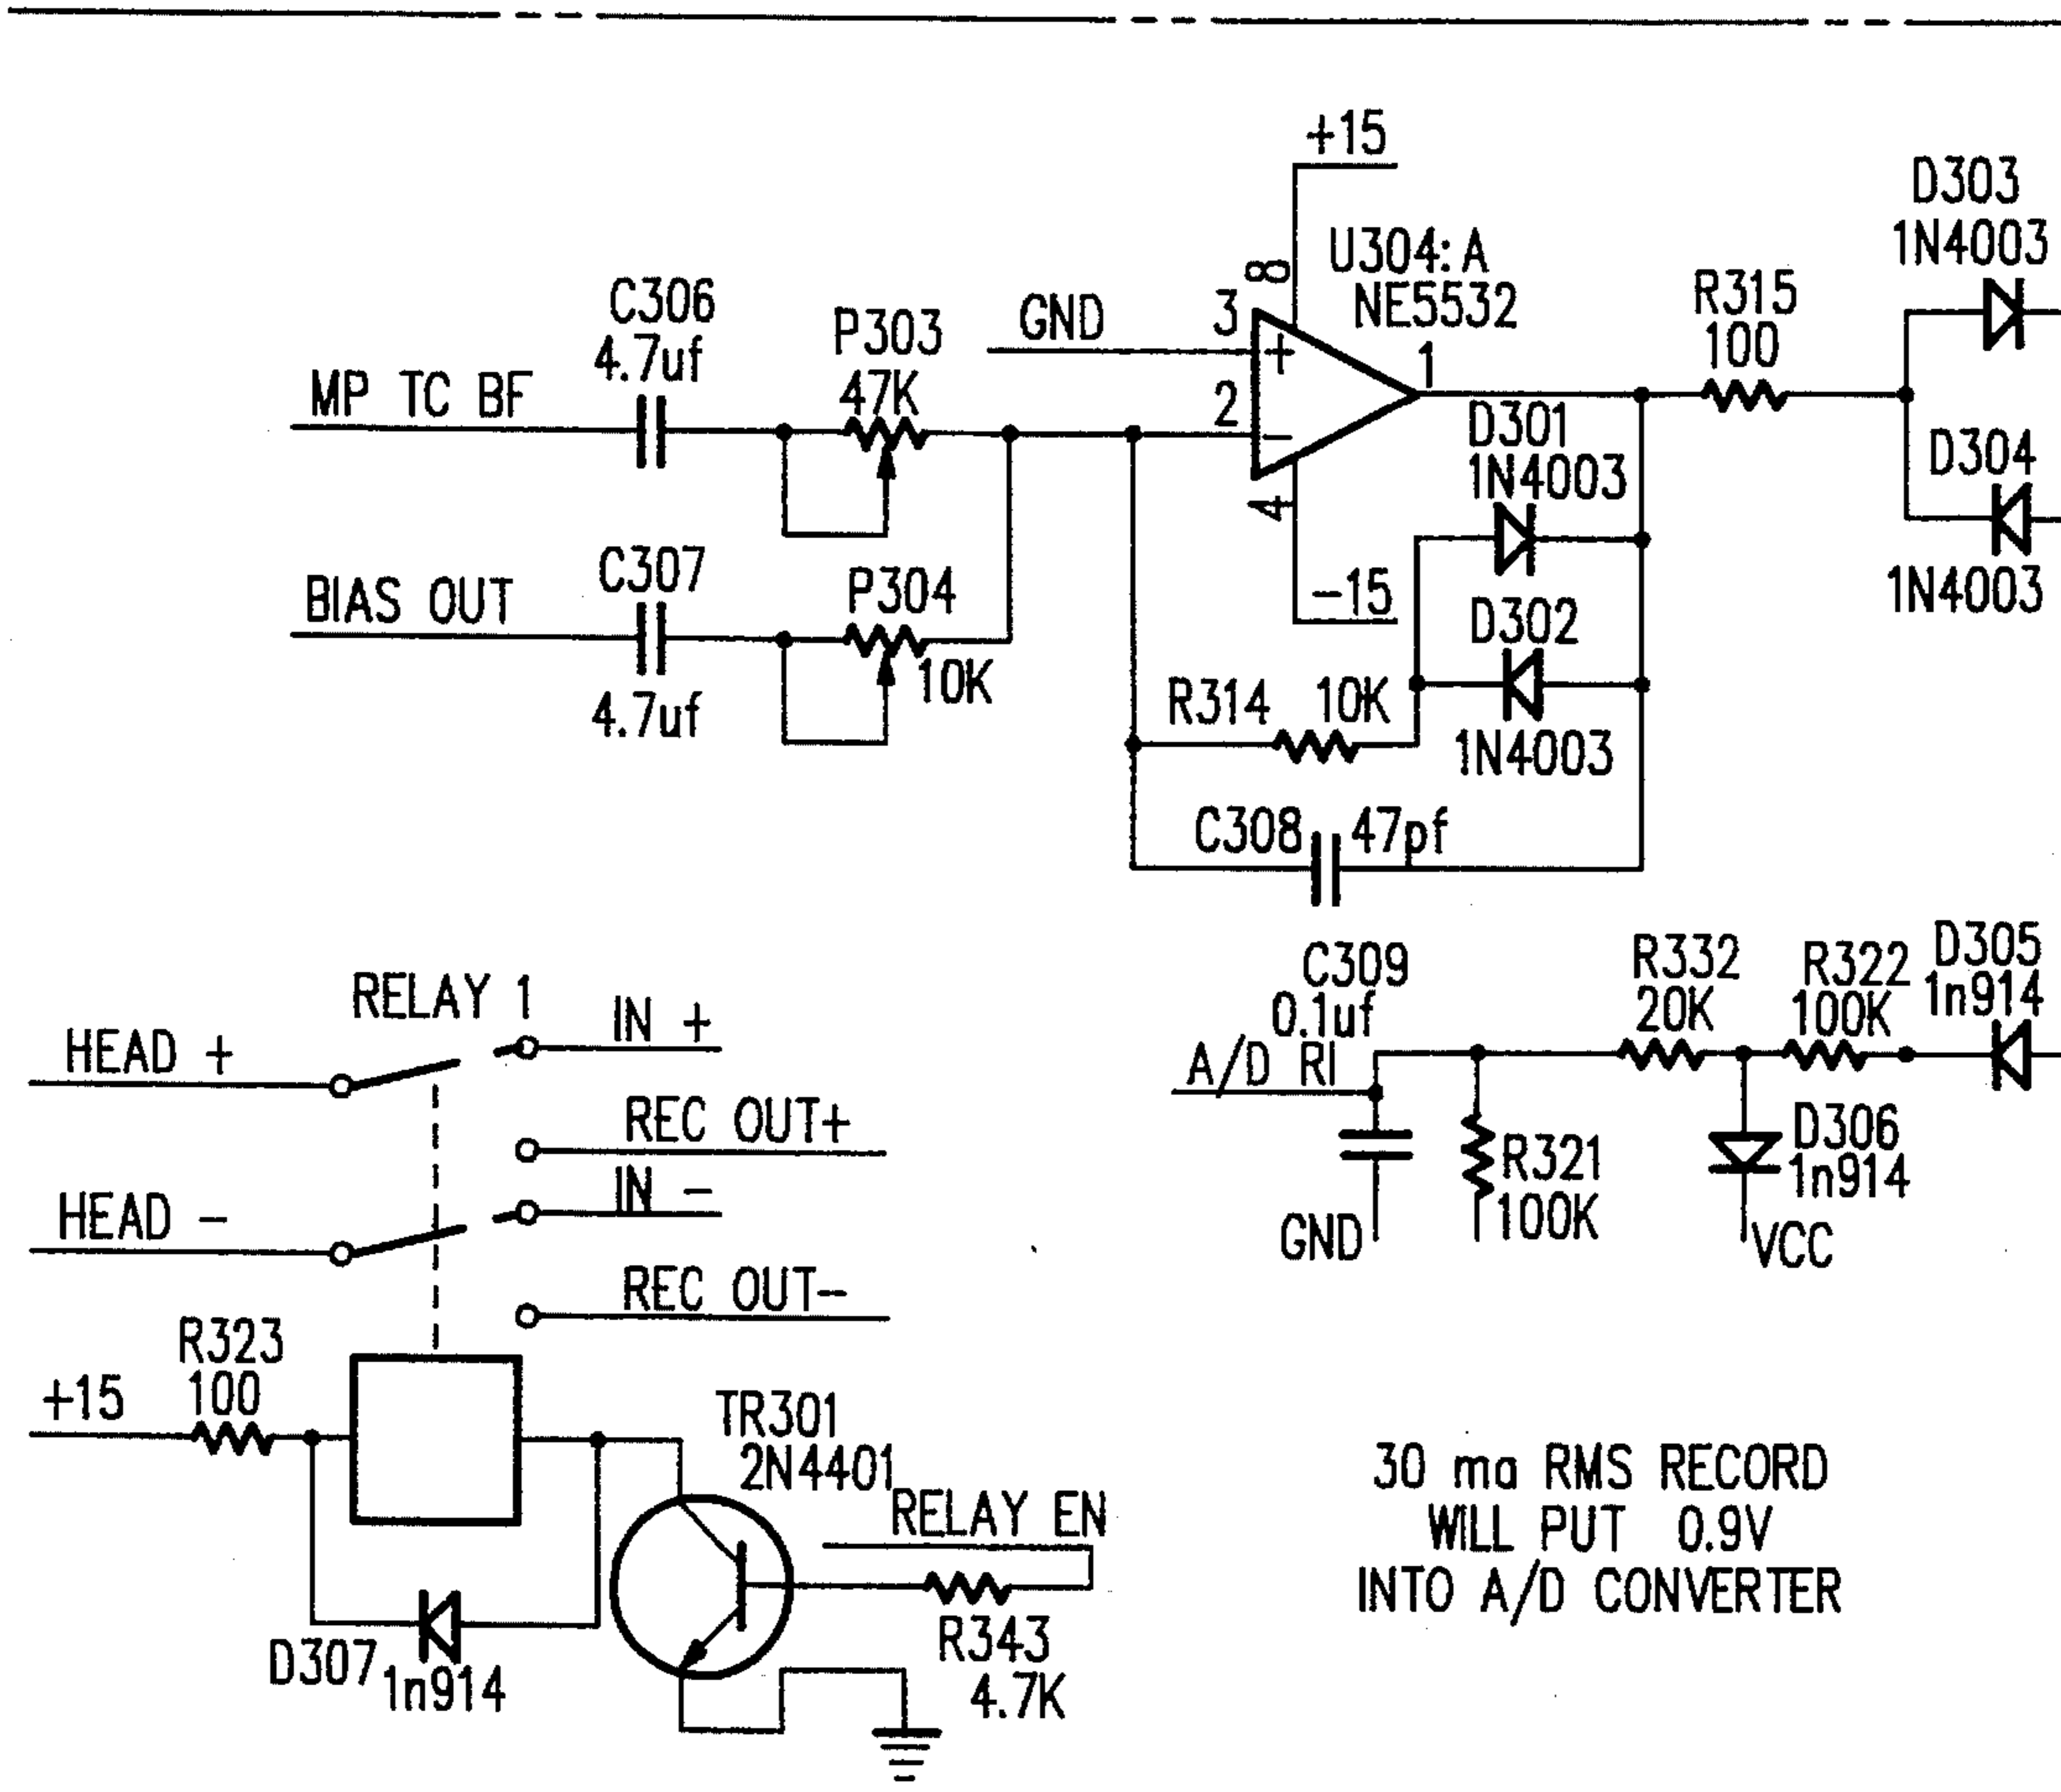 +15
D303
1N4003
U304:A
NE5532
8
C306
4.7uf
P303
47K
GND
3
+
R315
100
1
MP TC BF
2
-
D301
1N4003
D304
1N4003
4
-15
C307
4.7uf
BIAS OUT
P304
10K
D302
1N4003
R314 10K
C308 47pf
RELAY 1
HEAD +
IN +
REC OUT+
HEAD -
IN -
REC OUT-
C309
0.1uf
A/D RI
R332
20K
R322
100K
D305
1n914
R321
100K
D306
1n914
GND
VCC
R323
100
+15
TR301
2N4401
RELAY EN
R343
4.7K
D307
1n914
30 ma RMS RECORD
WILL PUT 0.9V
INTO A/D CONVERTER